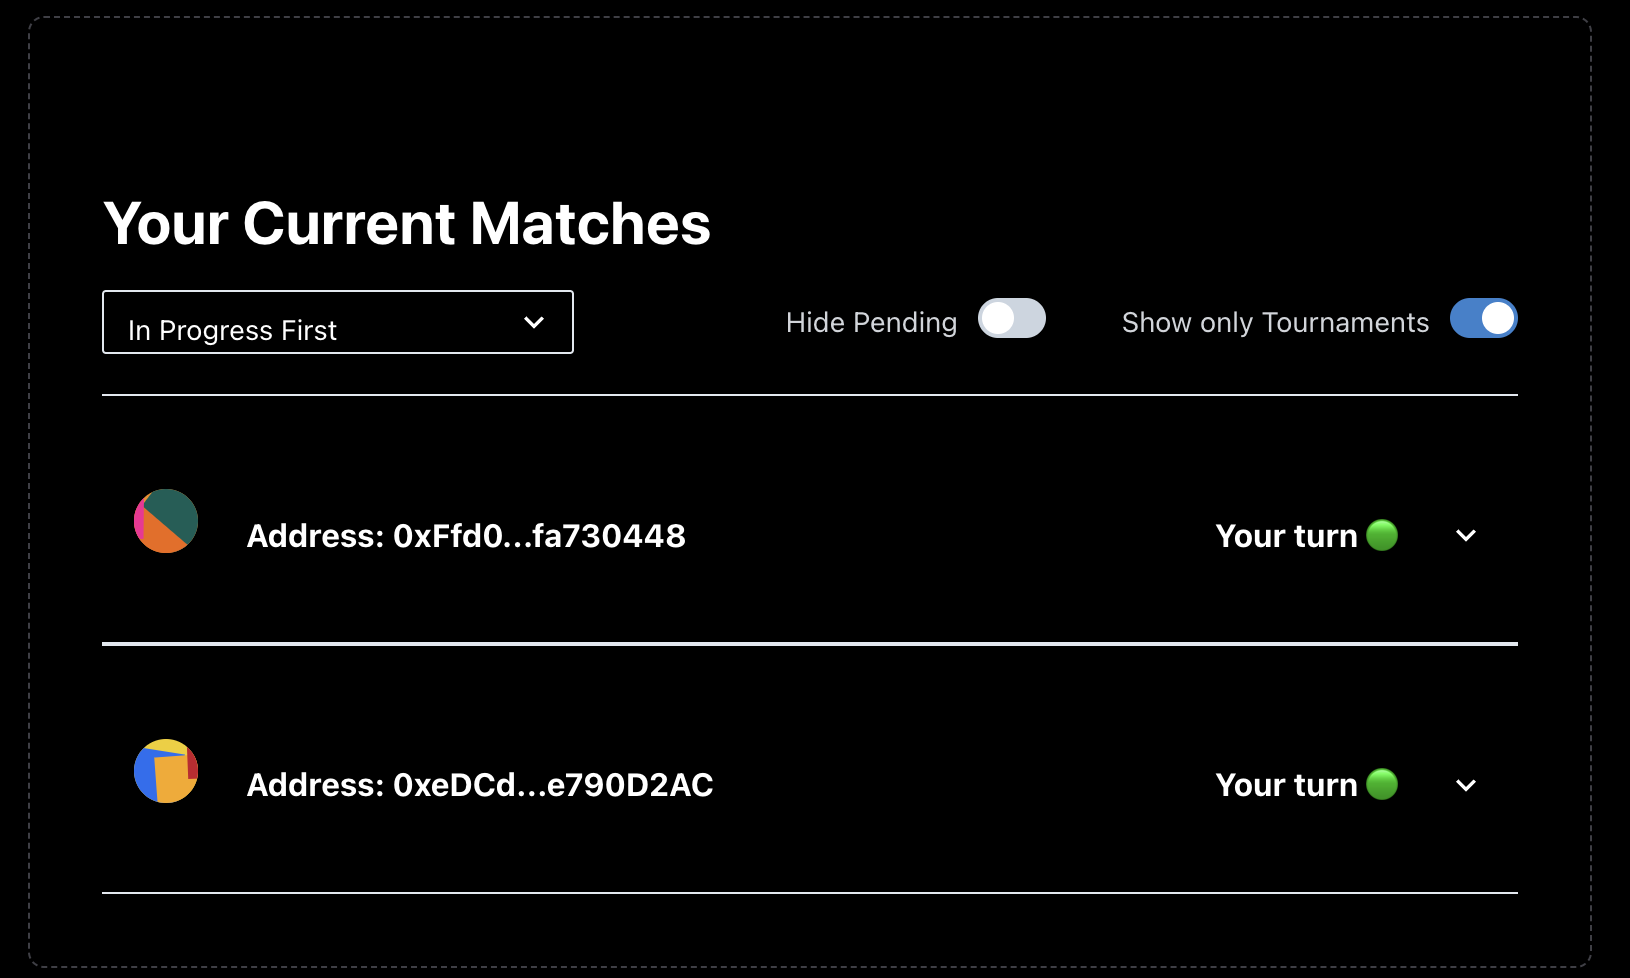 Your Current Matches
In Progress First
Hide Pending
Show only Tournaments
Address: 0xFfd0...fa730448
Your turn
Address: 0xeDCd...e790D2AC
Your turn